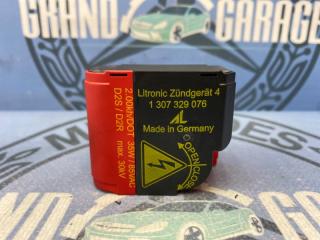 GRAND GARAGE
Litronic Zündgerät 4
1 307 329 076
AL
Made in Germany
OPEN CLOSE
2.00kh/DOT 35W / 85VAC
D2S / D2R max. 30kV